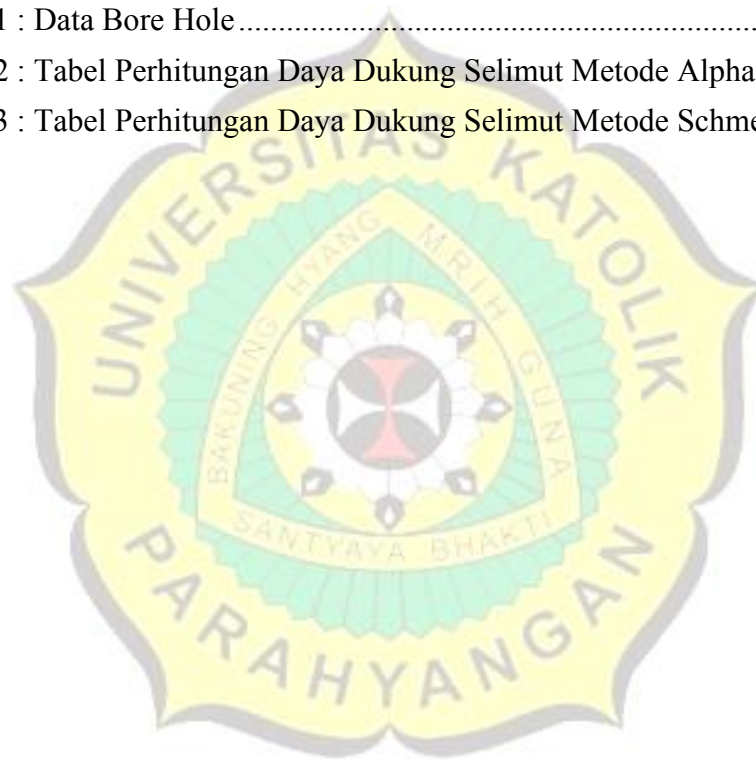 1 : Data Bore Hole....................................................................
2 : Tabel Perhitungan Daya Dukung Selimut Metode Alpha
3 : Tabel Perhitungan Daya Dukung Selimut Metode Schme
UNIVERSITAS KATOLIK
BAKUNING HYANG MRIH GUNA
SANTYAYA BHAKTI
PARAHYANGAN